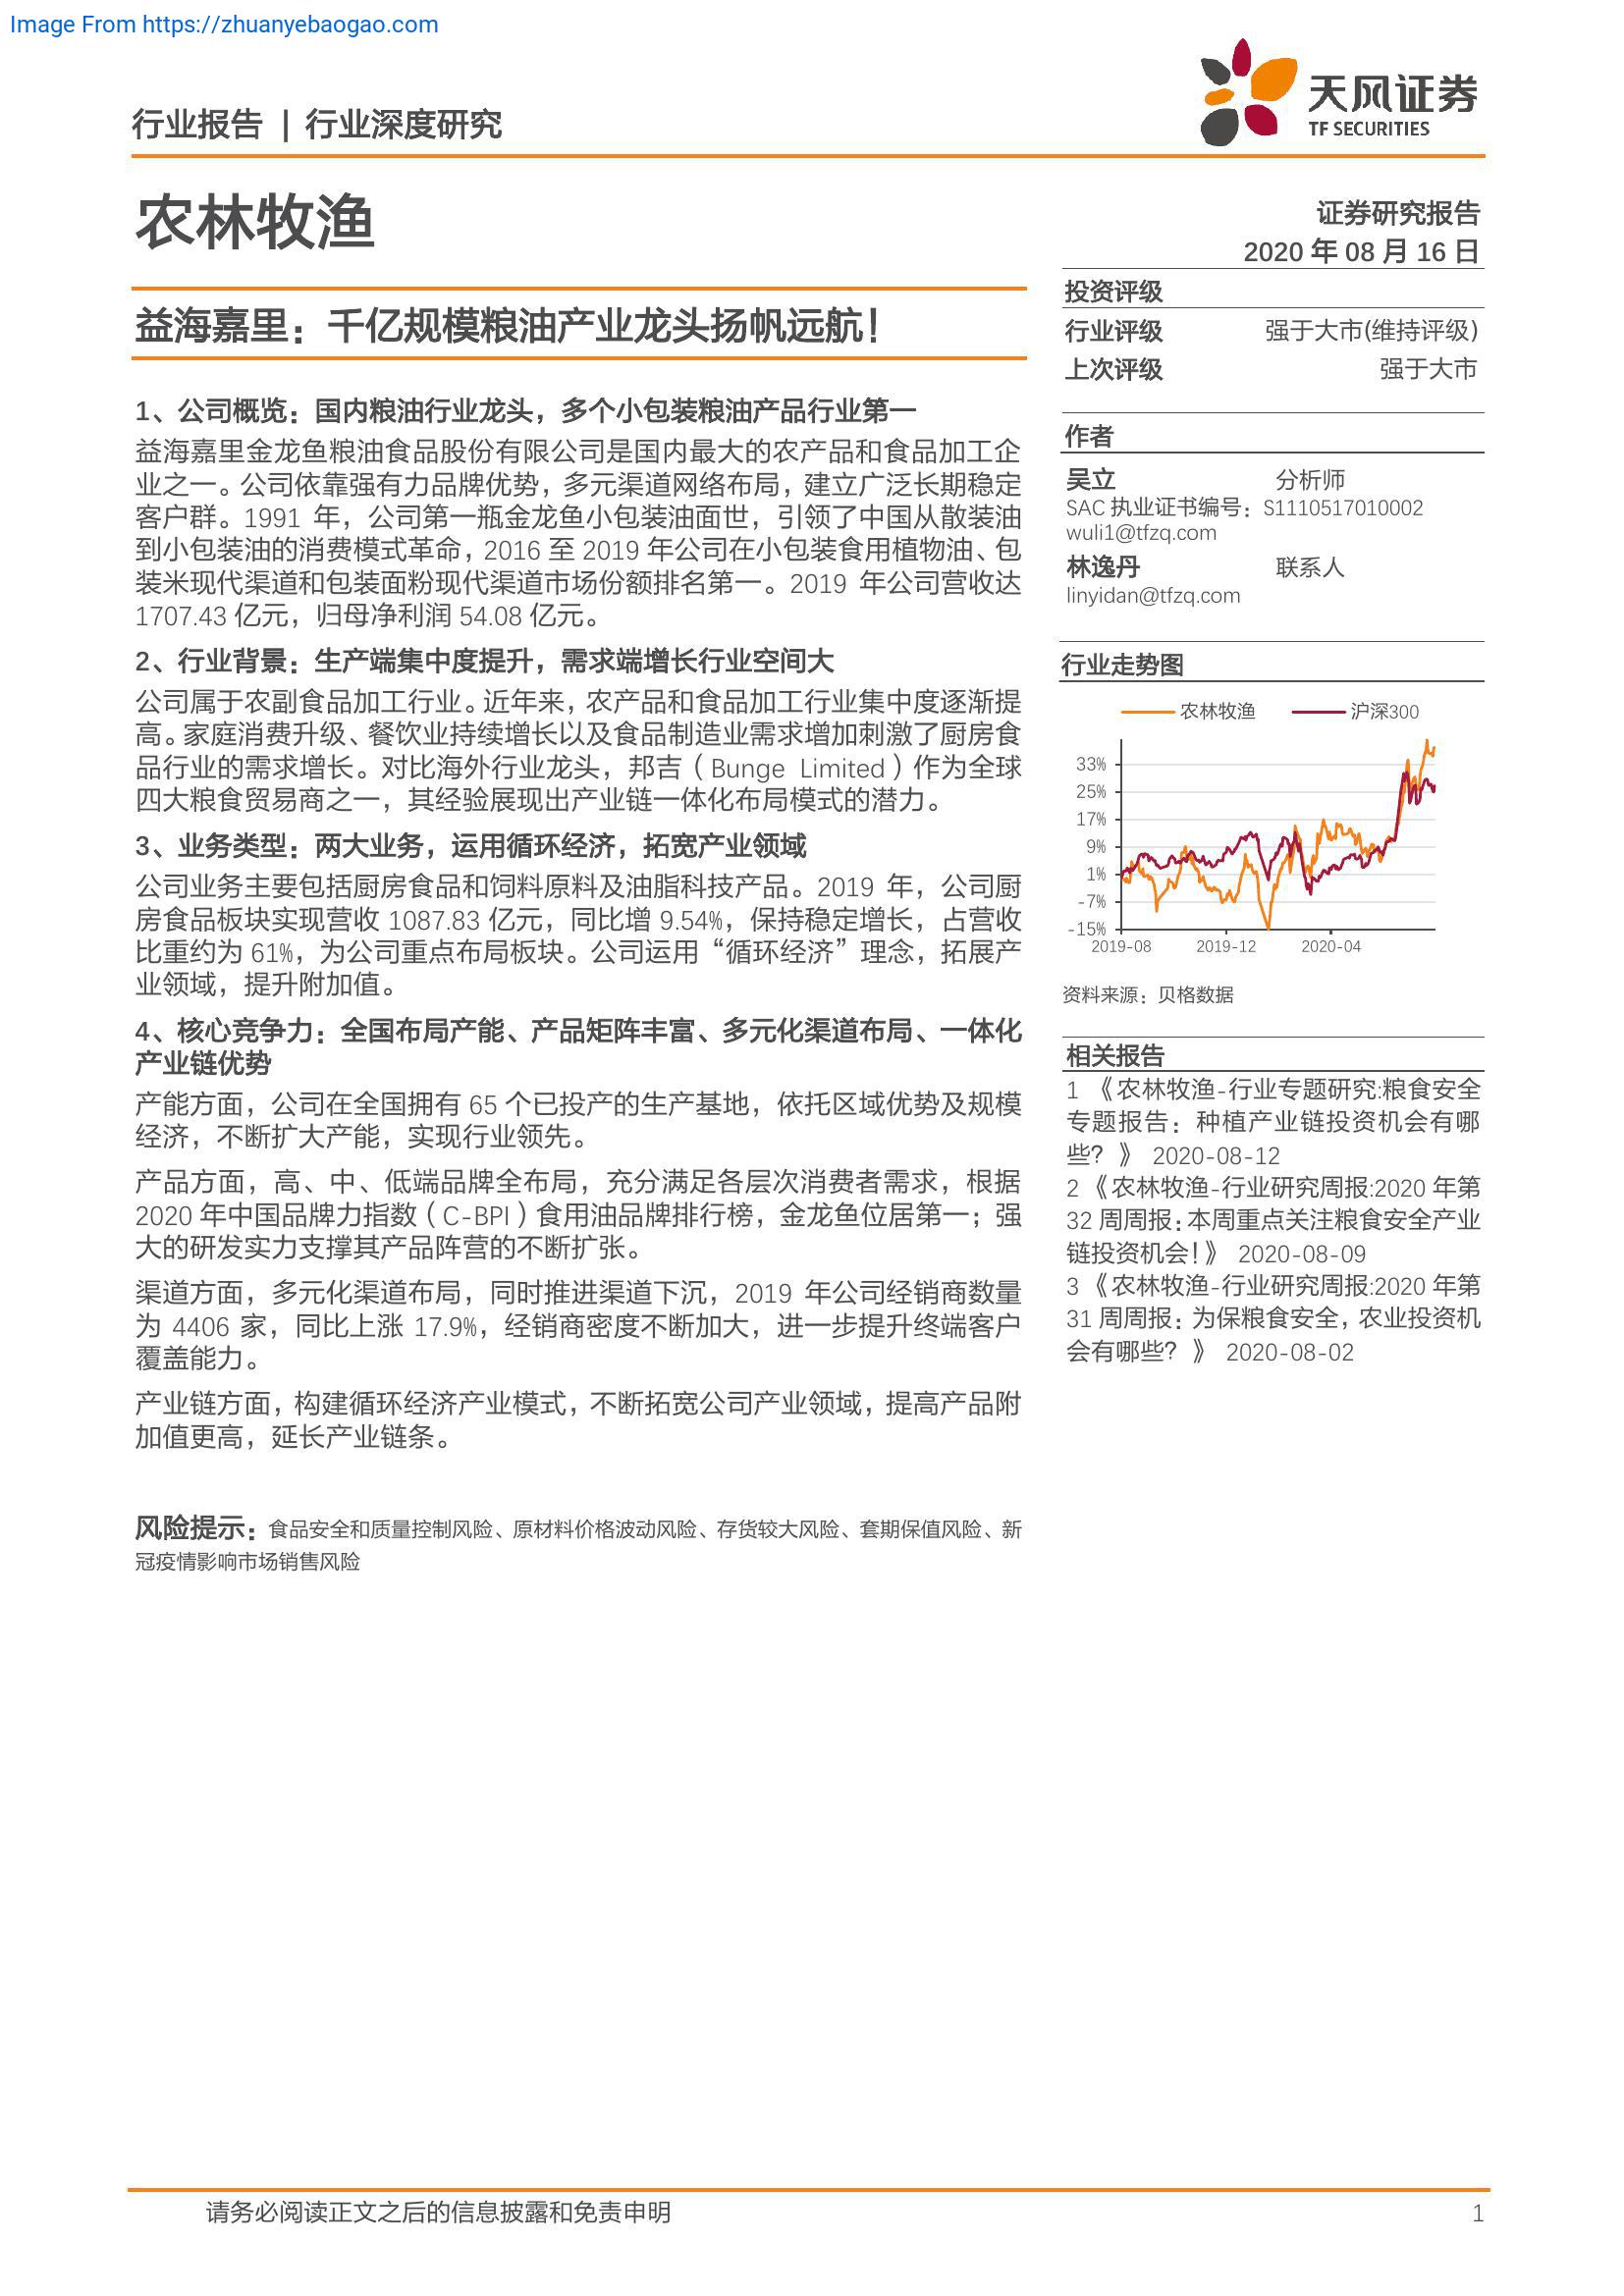 Image From https://zhuanyebaogao.com
行业报告 | 行业深度研究
天风证券
TF SECURITIES
农林牧渔
证券研究报告
2020 年 08 月 16 日
益海嘉里：千亿规模粮油产业龙头扬帆远航！
1、公司概览：国内粮油行业龙头，多个小包装粮油产品行业第一
益海嘉里金龙鱼粮油食品股份有限公司是国内最大的农产品和食品加工企
业之一。公司依靠强有力品牌优势，多元渠道网络布局，建立广泛长期稳定
客户群。1991 年，公司第一瓶金龙鱼小包装油面世，引领了中国从散装油
到小包装油的消费模式革命，2016 至 2019 年公司在小包装食用植物油、包
装米现代渠道和包装面粉现代渠道市场份额排名第一。2019 年公司营收达
1707.43 亿元，归母净利润 54.08 亿元。
2、行业背景：生产端集中度提升，需求端增长行业空间大
公司属于农副食品加工行业。近年来，农产品和食品加工行业集中度逐渐提
高。家庭消费升级、餐饮业持续增长以及食品制造业需求增加刺激了厨房食
品行业的需求增长。对比海外行业龙头，邦吉（Bunge Limited）作为全球
四大粮食贸易商之一，其经验展现出产业链一体化布局模式的潜力。
3、业务类型：两大业务，运用循环经济，拓宽产业领域
公司业务主要包括厨房食品和饲料原料及油脂科技产品。2019 年，公司厨
房食品板块实现营收 1087.83 亿元，同比增 9.54%，保持稳定增长，占营收
比重约为 61%，为公司重点布局板块。公司运用“循环经济”理念，拓展产
业领域，提升附加值。
4、核心竞争力：全国布局产能、产品矩阵丰富、多元化渠道布局、一体化
产业链优势
产能方面，公司在全国拥有 65 个已投产的生产基地，依托区域优势及规模
经济，不断扩大产能，实现行业领先。
产品方面，高、中、低端品牌全布局，充分满足各层次消费者需求，根据
2020 年中国品牌力指数（C-BPI）食用油品牌排行榜，金龙鱼位居第一；强
大的研发实力支撑其产品阵营的不断扩张。
渠道方面，多元化渠道布局，同时推进渠道下沉，2019 年公司经销商数量
为 4406 家，同比上涨 17.9%，经销商密度不断加大，进一步提升终端客户
覆盖能力。
产业链方面，构建循环经济产业模式，不断拓宽公司产业领域，提高产品附
加值更高，延长产业链条。
风险提示：食品安全和质量控制风险、原材料价格波动风险、存货较大风险、套期保值风险、新
冠疫情影响市场销售风险
投资评级
行业评级 强于大市(维持评级)
上次评级 强于大市
作者
吴立 分析师
SAC 执业证书编号：S1110517010002
wuli1@tfzq.com
林逸丹 联系人
linyidan@tfzq.com
行业走势图
农林牧渔 沪深300
33%
25%
17%
9%
1%
-7%
-15%
2019-08 2019-12 2020-04
资料来源：贝格数据
相关报告
1 《农林牧渔-行业专题研究:粮食安全
专题报告：种植产业链投资机会有哪
些？》 2020-08-12
2 《农林牧渔-行业研究周报:2020 年第
32 周周报：本周重点关注粮食安全产业
链投资机会！》 2020-08-09
3 《农林牧渔-行业研究周报:2020 年第
31 周周报：为保粮食安全，农业投资机
会有哪些？》 2020-08-02
请务必阅读正文之后的信息披露和免责申明 1